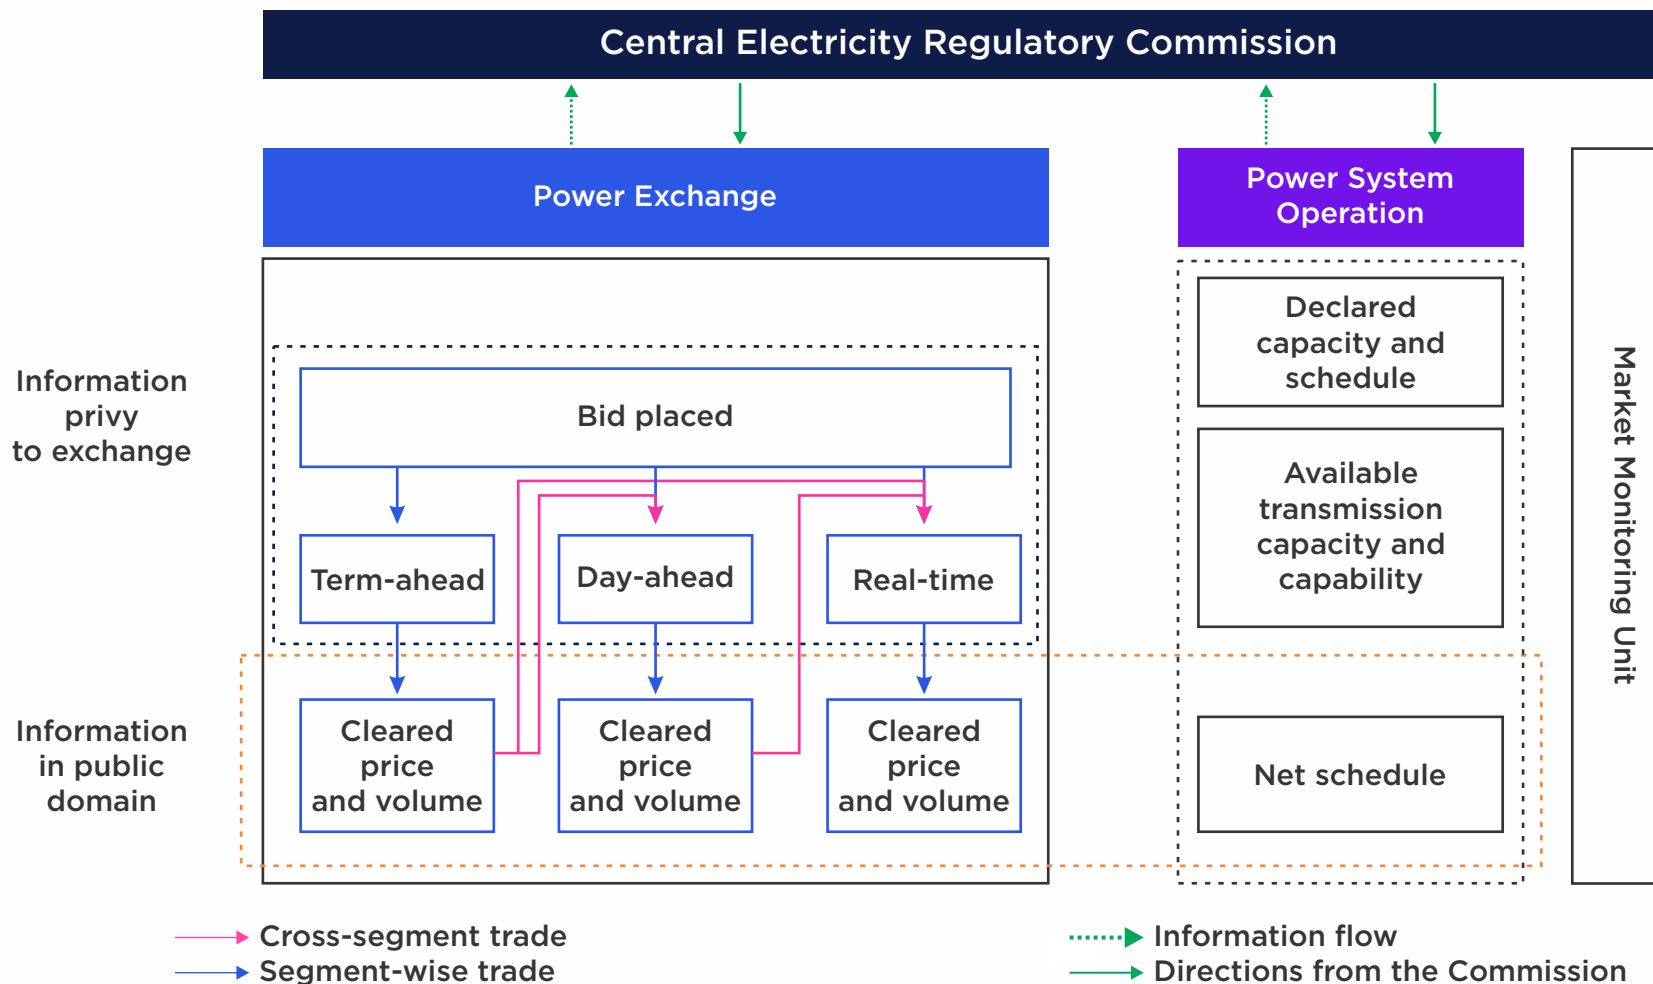 Central Electricity Regulatory Commission
Power Exchange
Power System
Operation
Information
privy
to exchange
Bid placed
Term-ahead
Day-ahead
Real-time
Declared
capacity and
schedule
Available
transmission
capacity and
capability
Market Monitoring Unit
Information
in public
domain
Cleared
price
and volume
Cleared
price
and volume
Cleared
price
and volume
Net schedule
Cross-segment trade
Segment-wise trade
Information flow
Directions from the Commission